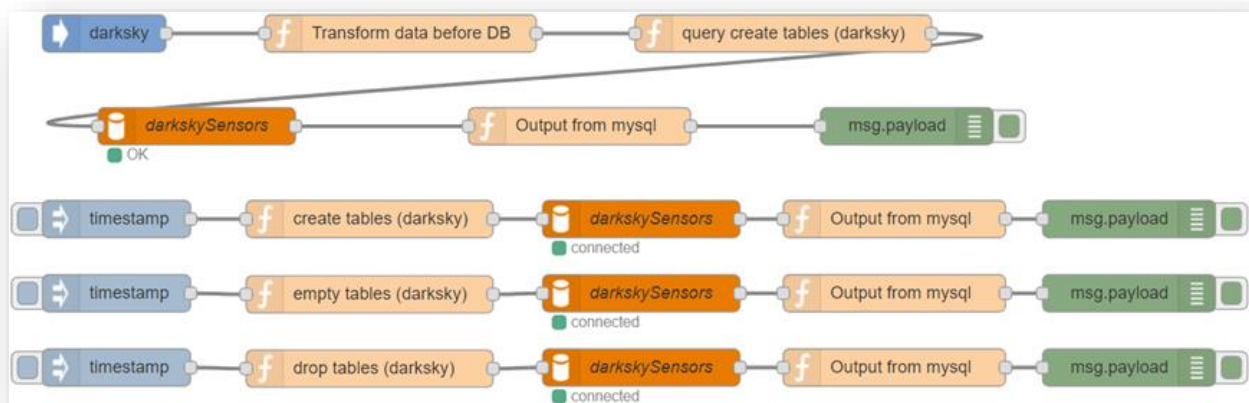 darksky Transform data before DB query create tables (darksky)
darkskySensors Output from mysql msg.payload
OK
timestamp create tables (darksky) darkskySensors Output from mysql msg.payload
connected
timestamp empty tables (darksky) darkskySensors Output from mysql msg.payload
connected
timestamp drop tables (darksky) darkskySensors Output from mysql msg.payload
connected